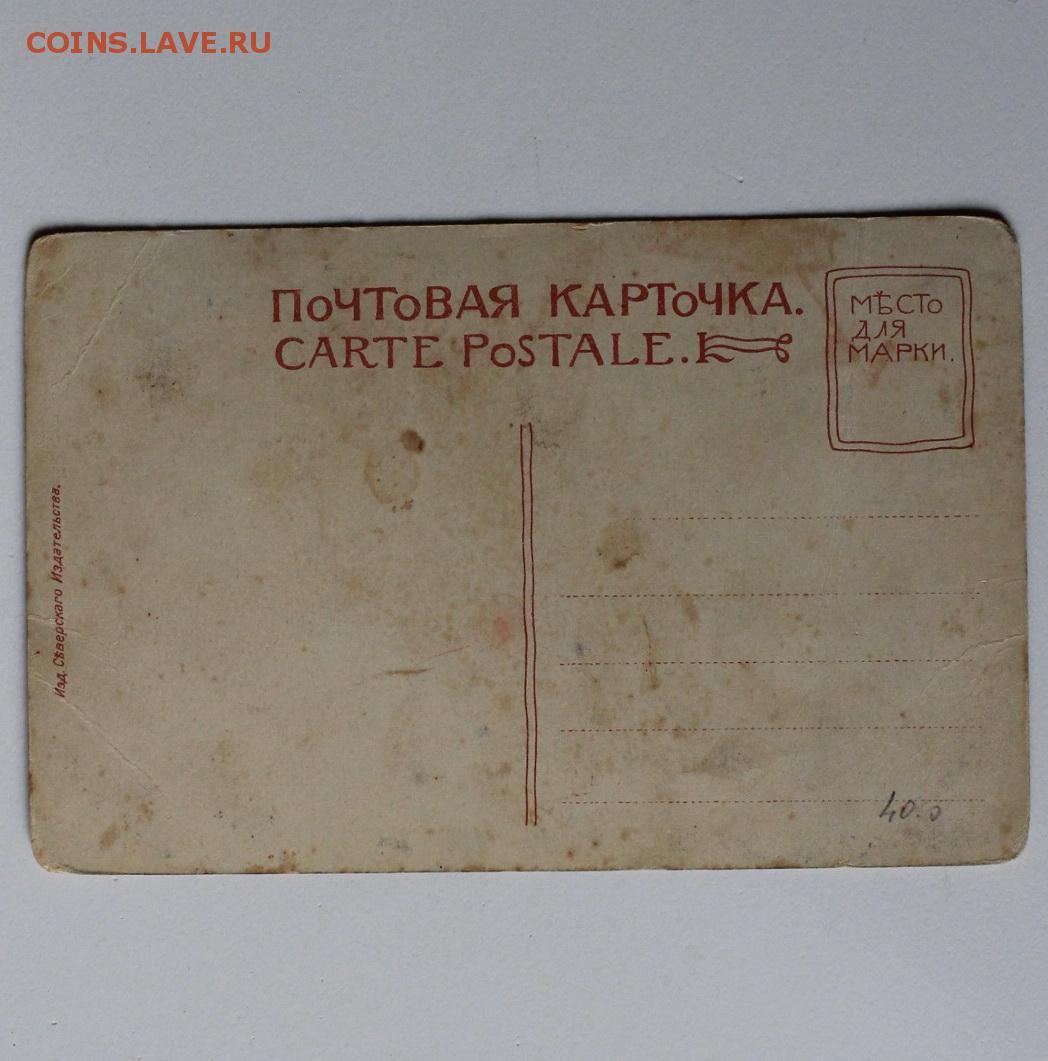 COINS.LAVE.RU
ПОЧТОВАЯ КАРТОЧКА.
CARTE POSTALE.
МѢСТО
ДЛЯ
МАРКИ.
Изд. Сѣверскаго Издательства.
40.0